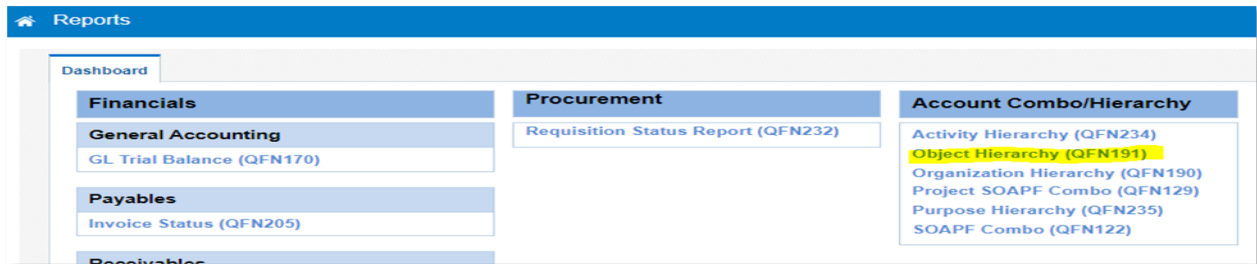 Reports
Dashboard
Financials
General Accounting
GL Trial Balance (QFN170)
Payables
Invoice Status (QFN205)
Receivables
Procurement
Requisition Status Report (QFN232)
Account Combo/Hierarchy
Activity Hierarchy (QFN234)
Object Hierarchy (QFN191)
Organization Hierarchy (QFN190)
Project SOAPF Combo (QFN129)
Purpose Hierarchy (QFN235)
SOAPF Combo (QFN122)